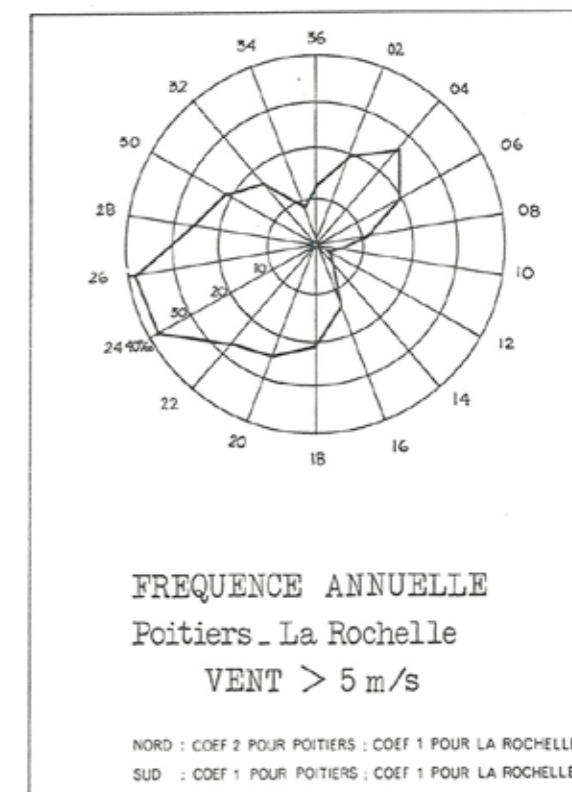 36
34 02
32 04
30 06
28 08
10
26 10
20
30
24 40‰ 12
22 14
20 16
18
FREQUENCE ANNUELLE
Poitiers _ La Rochelle
VENT > 5 m/s
NORD : COEF 2 POUR POITIERS ; COEF 1 POUR LA ROCHELLE
SUD : COEF 1 POUR POITIERS ; COEF 1 POUR LA ROCHELLE